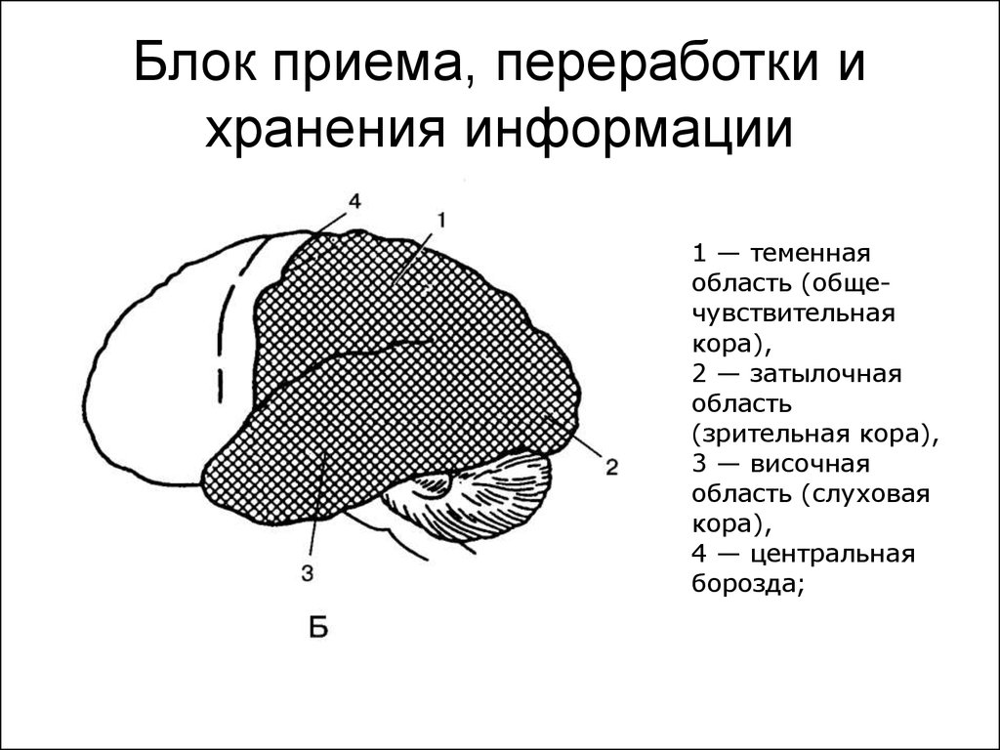 Блок приема, переработки и
хранения информации
4
1
2
3
Б
1 — теменная
область (обще-
чувствительная
кора),
2 — затылочная
область
(зрительная кора),
3 — височная
область (слуховая
кора),
4 — центральная
борозда;